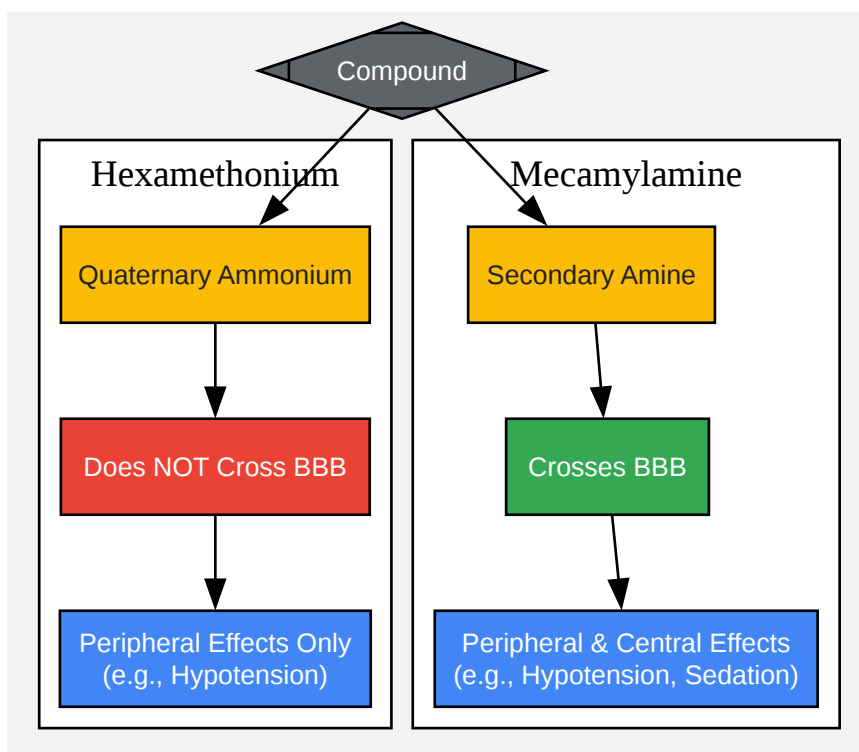 Compound
Hexamethonium
Quaternary Ammonium
Does NOT Cross BBB
Peripheral Effects Only
(e.g., Hypotension)
Mecamylamine
Secondary Amine
Crosses BBB
Peripheral & Central Effects
(e.g., Hypotension, Sedation)